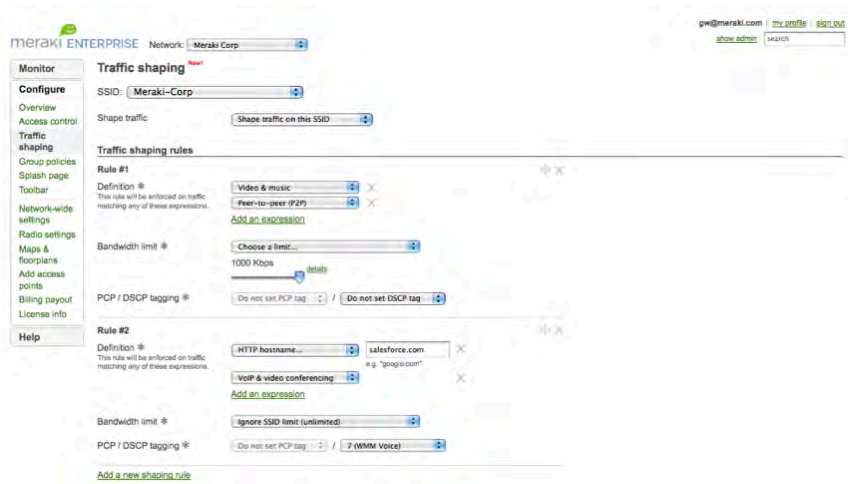 gw@meraki.com | my profile | sign out
meraki ENTERPRISE Network: Meraki Corp
show admin search
Monitor
Configure
Overview
Access control
Traffic
shaping
Group policies
Splash page
Toolbar
Network-wide
settings
Radio settings
Maps &
floorplans
Add access
points
Billing payout
License info
Help
Traffic shaping New!
SSID: Meraki-Corp
Shape traffic Shape traffic on this SSID
Traffic shaping rules
Rule #1
Definition * Video & music X
This rule will be enforced on traffic
matching any of these expressions.
Peer-to-peer (P2P) X
Add an expression
Bandwidth limit * Choose a limit...
1000 Kbps
details
PCP / DSCP tagging * Do not set PCP tag / Do not set DSCP tag
Rule #2
Definition * HTTP hostname... salesforce.com X
This rule will be enforced on traffic
matching any of these expressions.
e.g. "google.com"
VoIP & video conferencing X
Add an expression
Bandwidth limit * Ignore SSID limit (unlimited)
PCP / DSCP tagging * Do not set PCP tag / 7 (WMM Voice)
Add a new shaping rule